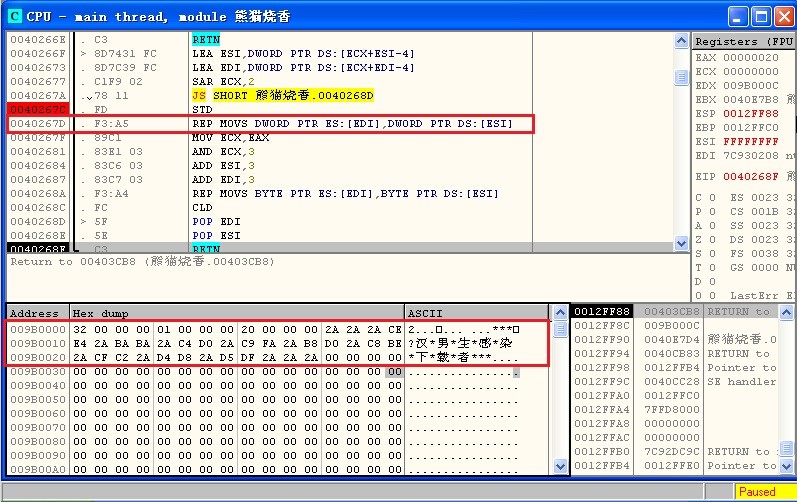 CPU - main thread, module 熊猫烧香
0040266E . C3 RETN
0040266F > 8D7431 FC LEA ESI,DWORD PTR DS:[ECX+ESI-4]
00402673 . 8D7C39 FC LEA EDI,DWORD PTR DS:[ECX+EDI-4]
00402677 . C1F9 02 SAR ECX,2
0040267A . 78 11 JS SHORT 熊猫烧香.0040268D
0040267C . FD STD
0040267D . F3:A5 REP MOVS DWORD PTR ES:[EDI],DWORD PTR DS:[ESI]
0040267F . 89C1 MOV ECX,EAX
00402681 . 83E1 03 AND ECX,3
00402684 . 83C6 03 ADD ESI,3
00402687 . 83C7 03 ADD EDI,3
0040268A . F3:A4 REP MOVS BYTE PTR ES:[EDI],BYTE PTR DS:[ESI]
0040268C . FC CLD
0040268D > 5F POP EDI
0040268E . 5E POP ESI
0040268F . C3 RETN
Return to 00403CB8 (熊猫烧香.00403CB8)
Registers (FPU
EAX 00000020
ECX 00000000
EDX 009B000C
EBX 0040E7B8 熊
ESP 0012FF88
EBP 0012FFC0
ESI FFFFFFFF
EDI 7C930208 nt
EIP 0040268F 熊
C 0 ES 0023 32
P 0 CS 001B 32
A 0 SS 0023 32
Z 0 DS 0023 32
S 0 FS 0038 32
T 0 GS 0000 NU
D 0
O 0 LastErr E
Address Hex dump ASCII
009B0000 32 00 00 00 01 00 00 00 20 00 00 00 2A 2A 2A CE 2...□... ...***□
009B0010 E4 2A BA BA 2A C4 D0 2A C9 FA 2A B8 D0 2A C8 BE ?汉*男*生*感*染
009B0020 2A CF C2 2A D4 D8 2A D5 DF 2A 2A 2A 00 00 00 00 *下*载*者***....
009B0030 00 00 00 00 00 00 00 00 00 00 00 00 00 00 00 00 ................
009B0040 00 00 00 00 00 00 00 00 00 00 00 00 00 00 00 00 ................
009B0050 00 00 00 00 00 00 00 00 00 00 00 00 00 00 00 00 ................
009B0060 00 00 00 00 00 00 00 00 00 00 00 00 00 00 00 00 ................
009B0070 00 00 00 00 00 00 00 00 00 00 00 00 00 00 00 00 ................
009B0080 00 00 00 00 00 00 00 00 00 00 00 00 00 00 00 00 ................
009B0090 00 00 00 00 00 00 00 00 00 00 00 00 00 00 00 00 ................
009B00A0 00 00 00 00 00 00 00 00 00 00 00 00 00 00 00 00 ................
0012FF88 00403CB8 RETURN to
0012FF8C 009B000C
0012FF90 0040E7D4 熊猫烧香.0
0012FF94 0040CB83 RETURN to
0012FF98 0012FFB4 Pointer to
0012FF9C 0040CC28 SE handler
0012FFA0 0012FFC0
0012FFA4 7FFD8000
0012FFA8 00000000
0012FFAC 00000000
0012FFB0 7C92DC9C RETURN to
0012FFB4 0012FFE0 Pointer to
Paused